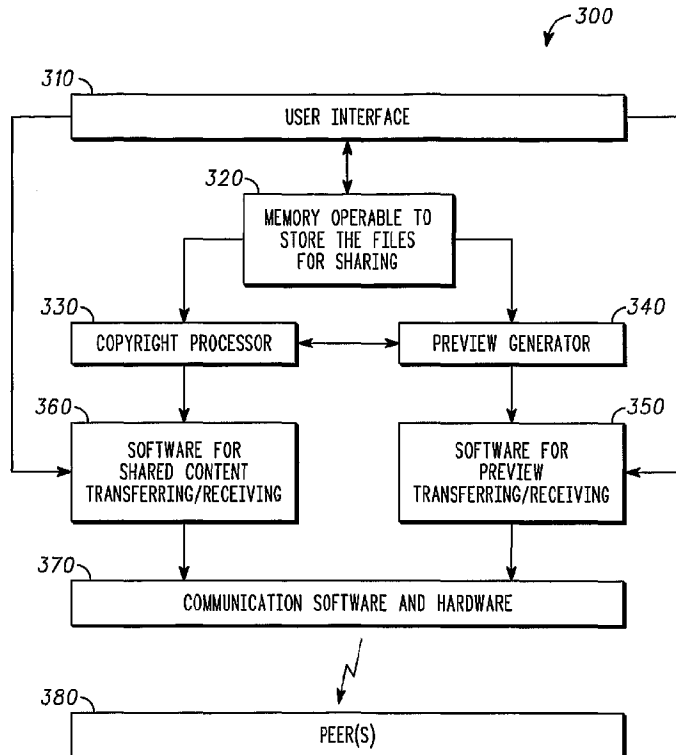 300
310
USER INTERFACE
320
MEMORY OPERABLE TO
STORE THE FILES
FOR SHARING
330
COPYRIGHT PROCESSOR
340
PREVIEW GENERATOR
360
SOFTWARE FOR
SHARED CONTENT
TRANSFERRING/RECEIVING
350
SOFTWARE FOR
PREVIEW
TRANSFERRING/RECEIVING
370
COMMUNICATION SOFTWARE AND HARDWARE
380
PEER(S)